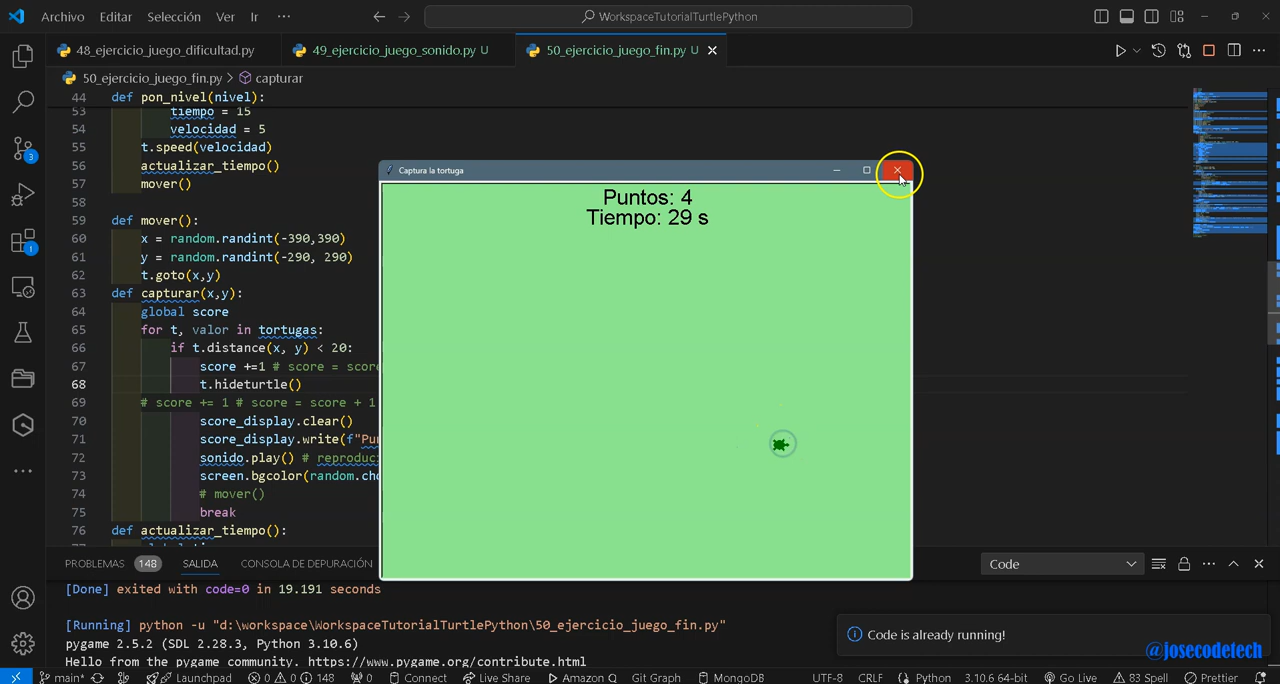 Archivo Editar Selección Ver Ir ··· WorkspaceTutorialTurtlePython
48_ejercicio_juego_dificultad.py 49_ejercicio_juego_sonido.py U 50_ejercicio_juego_fin.py U
50_ejercicio_juego_fin.py > capturar
44 def pon_nivel(nivel):
53 tiempo = 15
54 velocidad = 5
55 t.speed(velocidad)
56 actualizar_tiempo()
57 mover()
58
59 def mover():
60 x = random.randint(-390,390)
61 y = random.randint(-290, 290)
62 t.goto(x,y)
63 def capturar(x,y):
64 global score
65 for t, valor in tortugas:
66 if t.distance(x, y) < 20:
67 score +=1 # score = score
68 t.hideturtle()
69 # score += 1 # score = score + 1
70 score_display.clear()
71 score_display.write(f"Pu
72 sonido.play() # reproduci
73 screen.bgcolor(random.cho
74 # mover()
75 break
76 def actualizar_tiempo():
Captura la tortuga
Puntos: 4
Tiempo: 29 s
3
1
PROBLEMAS 148 SALIDA CONSOLA DE DEPURACIÓN Code
[Done] exited with code=0 in 19.191 seconds
[Running] python -u "d:\workspace\WorkspaceTutorialTurtlePython\50_ejercicio_juego_fin.py"
pygame 2.5.2 (SDL 2.28.3, Python 3.10.6)
Hello from the pygame community. https://www.pygame.org/contribute.html
Code is already running!
@josecodetech
main* Launchpad 0 0 148 0 Connect Live Share Amazon Q Git Graph MongoDB UTF-8 CRLF Python 3.10.6 64-bit Go Live 83 Spell Prettier